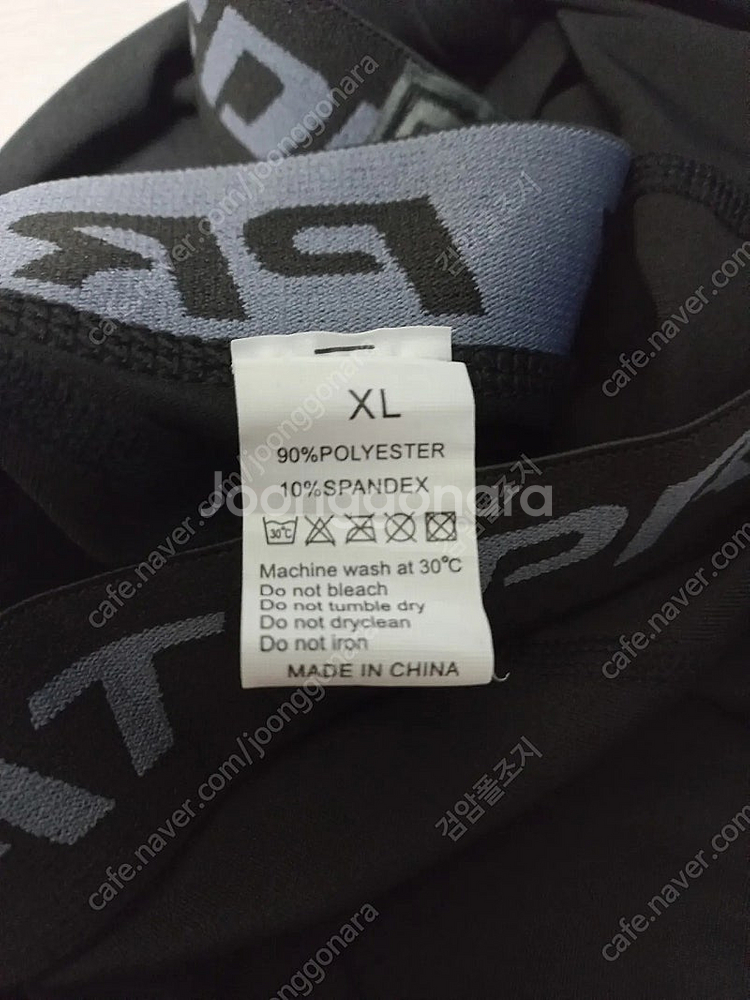 XL
90%POLYESTER
10%SPANDEX
30°C
Machine wash at 30°C
Do not bleach
Do not tumble dry
Do not dryclean
Do not iron
MADE IN CHINA
Joonggonara
cafe.naver.com/joonggonara
검암폴조지